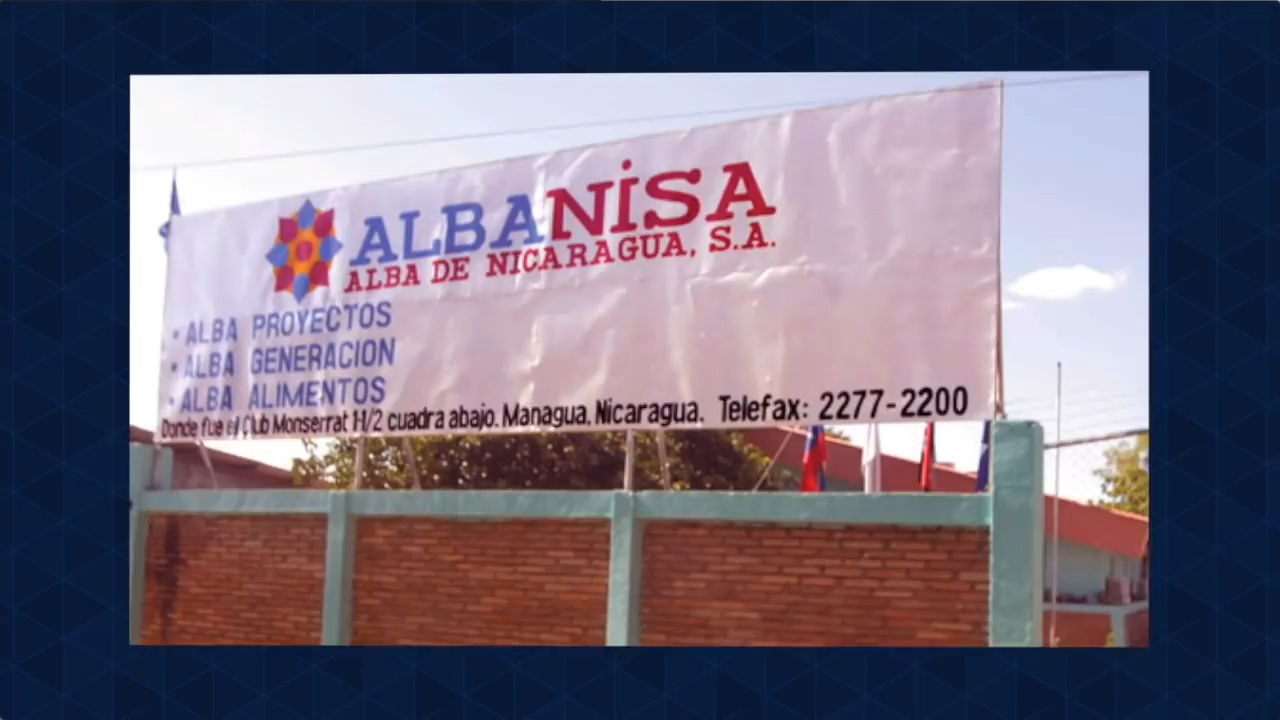 ALBANISA
ALBA DE NICARAGUA, S.A.
• ALBA PROYECTOS
• ALBA GENERACION
• ALBA ALIMENTOS
Donde fue el Club Monserrat 1-1/2 cuadra abajo. Managua, Nicaragua. Telefax: 2277-2200